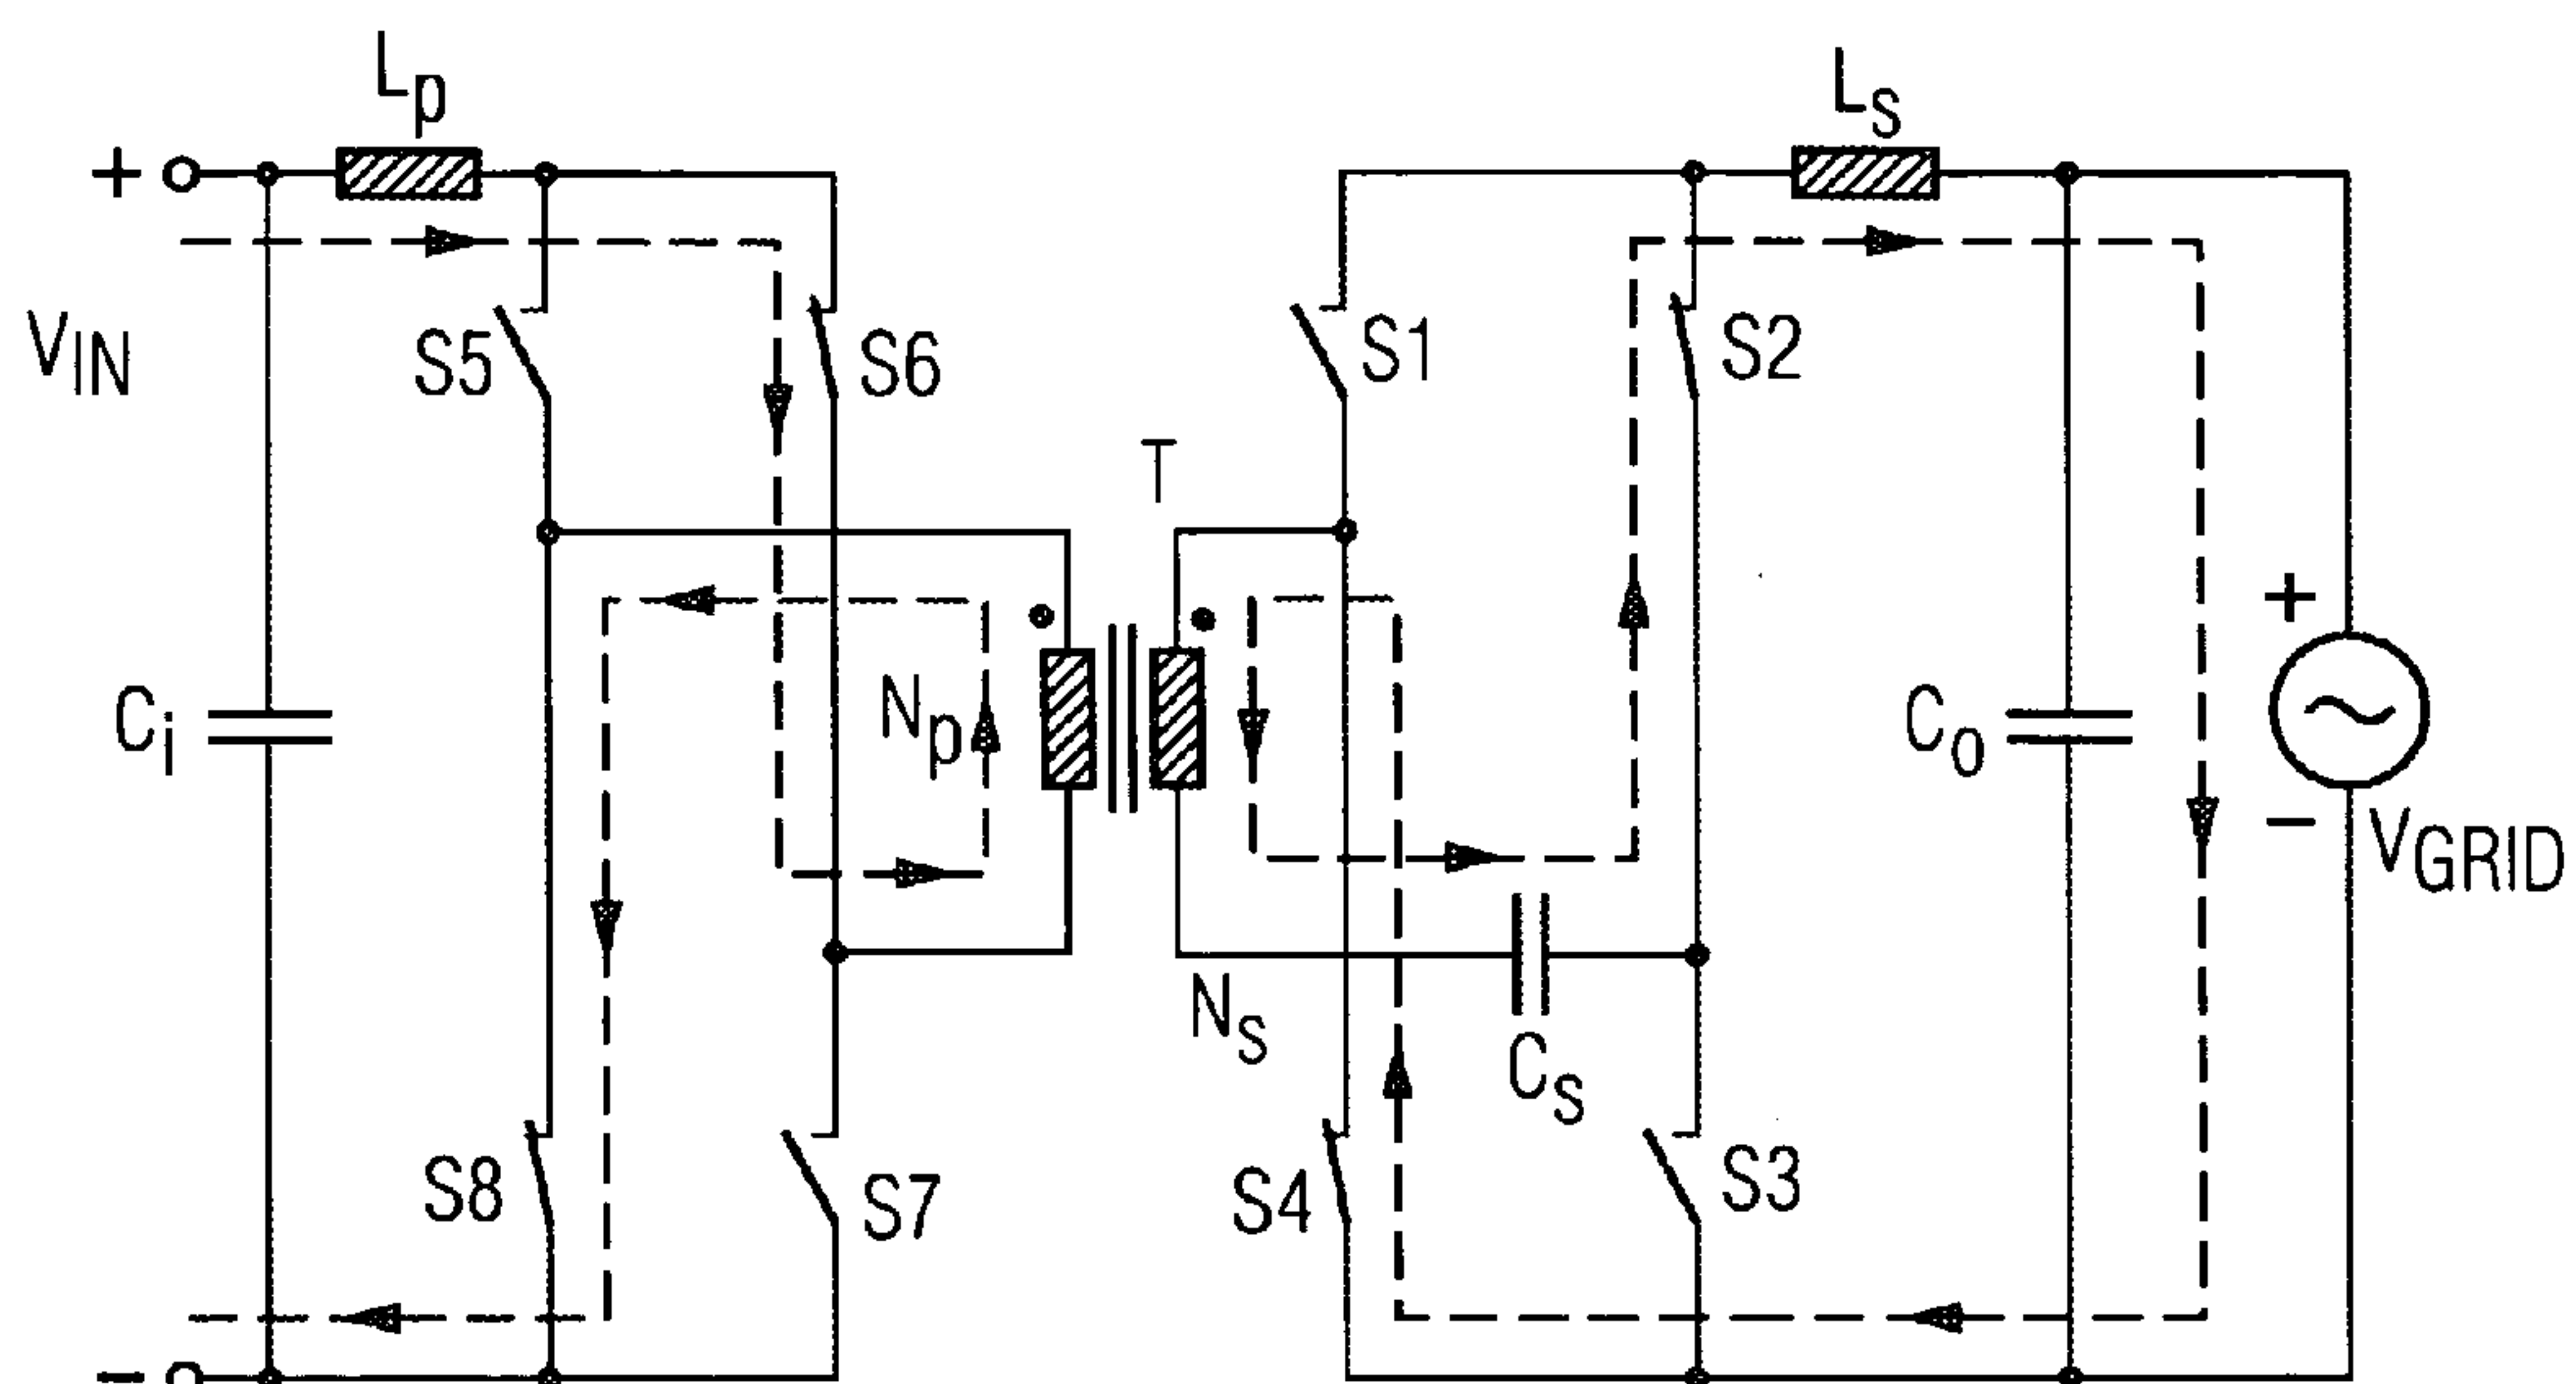 Lp
Ls
+
VIN
S5
S6
S1
S2
T
+
Np
Ci
Co
−
VGRID
Ns
Cs
S8
S7
S4
S3
−